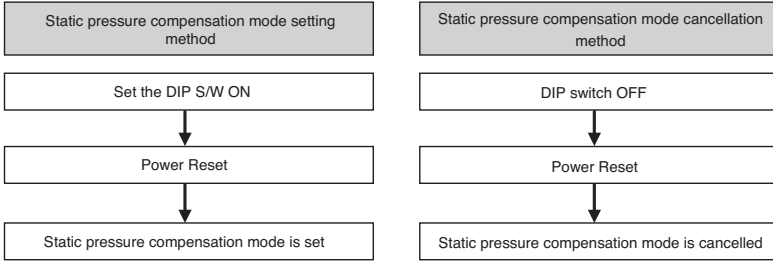 Static pressure compensation mode setting
method
Set the DIP S/W ON
Power Reset
Static pressure compensation mode is set
Static pressure compensation mode cancellation
method
DIP switch OFF
Power Reset
Static pressure compensation mode is cancelled